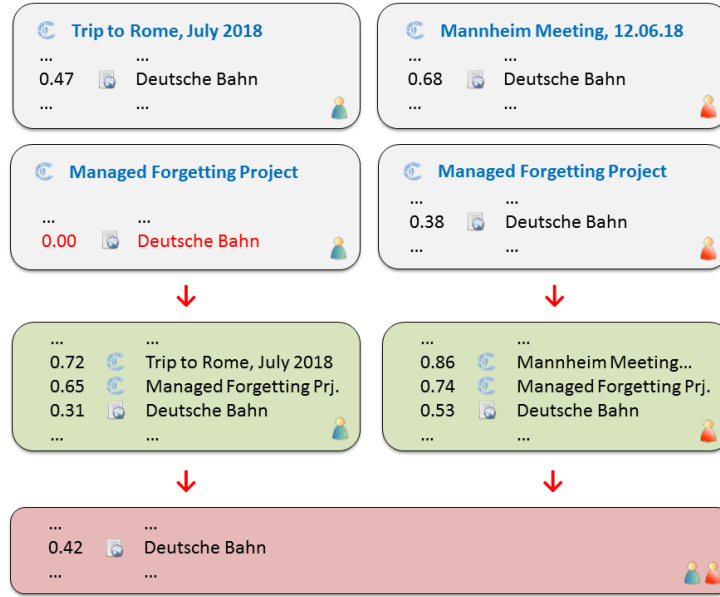 Trip to Rome, July 2018
... ...
0.47 Deutsche Bahn
... ...
Mannheim Meeting, 12.06.18
... ...
0.68 Deutsche Bahn
... ...
Managed Forgetting Project
... ...
0.00 Deutsche Bahn
Managed Forgetting Project
... ...
0.38 Deutsche Bahn
... ...
... ...
0.72 Trip to Rome, July 2018
0.65 Managed Forgetting Prj.
0.31 Deutsche Bahn
... ...
... ...
0.86 Mannheim Meeting...
0.74 Managed Forgetting Prj.
0.53 Deutsche Bahn
... ...
... ...
0.42 Deutsche Bahn
... ...